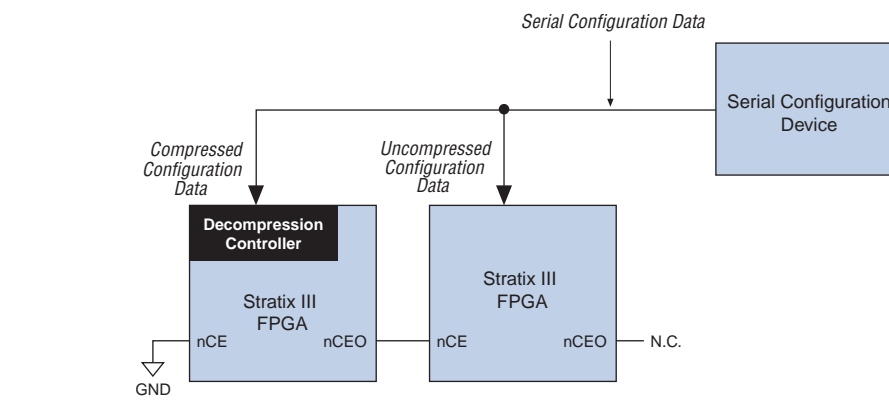 Serial Configuration Data
Serial Configuration
Device
Compressed
Configuration
Data
Uncompressed
Configuration
Data
Decompression
Controller
Stratix III
FPGA
nCE
nCEO
Stratix III
FPGA
nCE
nCEO
N.C.
GND